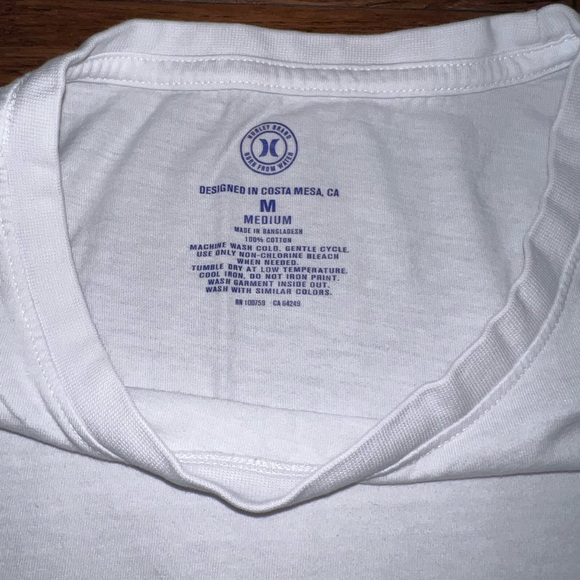 HURLEY BRAND
BORN FROM WATER
DESIGNED IN COSTA MESA, CA
M
MEDIUM
MADE IN BANGLADESH
100% COTTON
MACHINE WASH COLD, GENTLE CYCLE.
USE ONLY NON-CHLORINE BLEACH
WHEN NEEDED.
TUMBLE DRY AT LOW TEMPERATURE.
COOL IRON, DO NOT IRON PRINT.
WASH GARMENT INSIDE OUT.
WASH WITH SIMILAR COLORS.
RN 100759 CA 64249